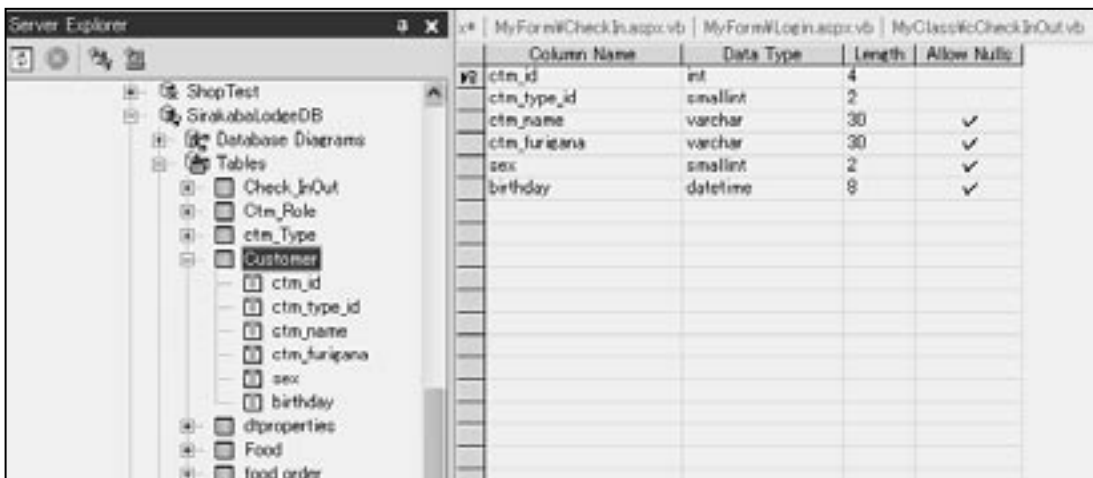 Server Explorer
ShopTest
SirakabaLodgeDB
Database Diagrams
Tables
Check_InOut
Ctm_Role
ctm_Type
Customer
ctm_id
ctm_type_id
ctm_name
ctm_furigana
sex
birthday
dtproperties
Food
food_order
MyForm¥CheckIn.aspx.vb | MyForm¥Login.aspx.vb | MyClass¥cCheckInOut.vb
Column Name Data Type Length Allow Nulls
ctm_id int 4
ctm_type_id smallint 2
ctm_name varchar 30 ✓
ctm_furigana varchar 30 ✓
sex smallint 2 ✓
birthday datetime 8 ✓